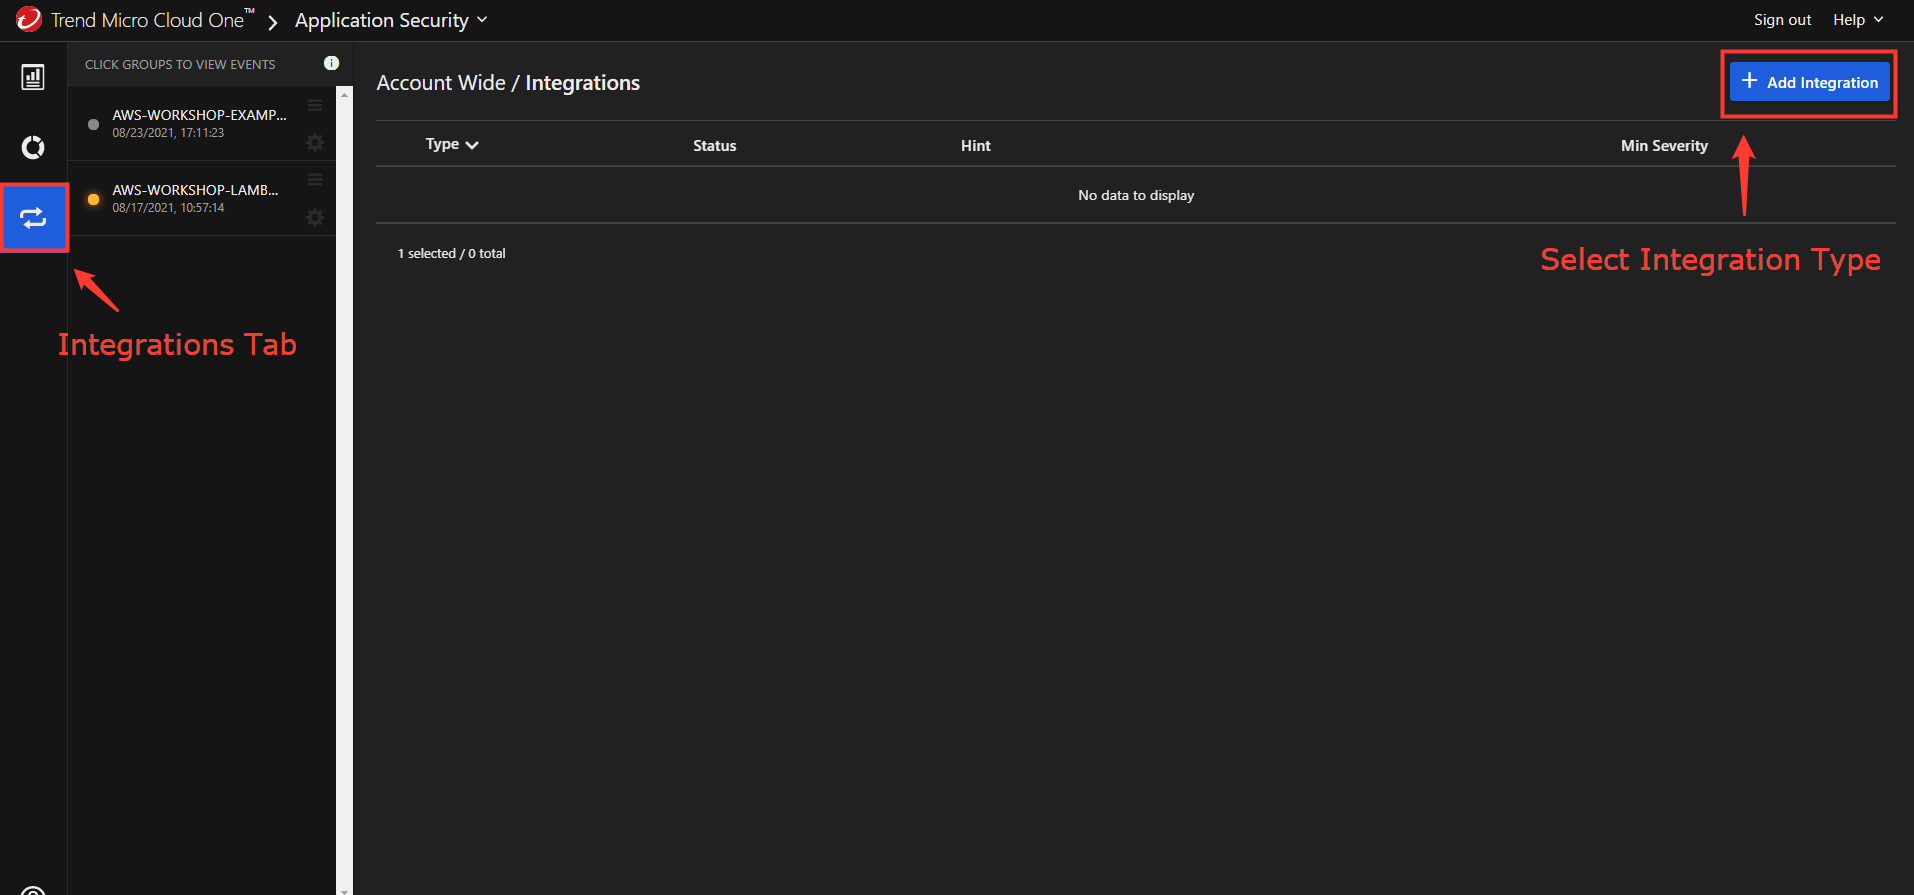 Trend Micro Cloud One™ Application Security
Sign out Help
CLICK GROUPS TO VIEW EVENTS
AWS-WORKSHOP-EXAMP...
08/23/2021, 17:11:23
AWS-WORKSHOP-LAMB...
08/17/2021, 10:57:14
Integrations Tab
Account Wide / Integrations
+ Add Integration
Type Status Hint Min Severity
No data to display
1 selected / 0 total
Select Integration Type